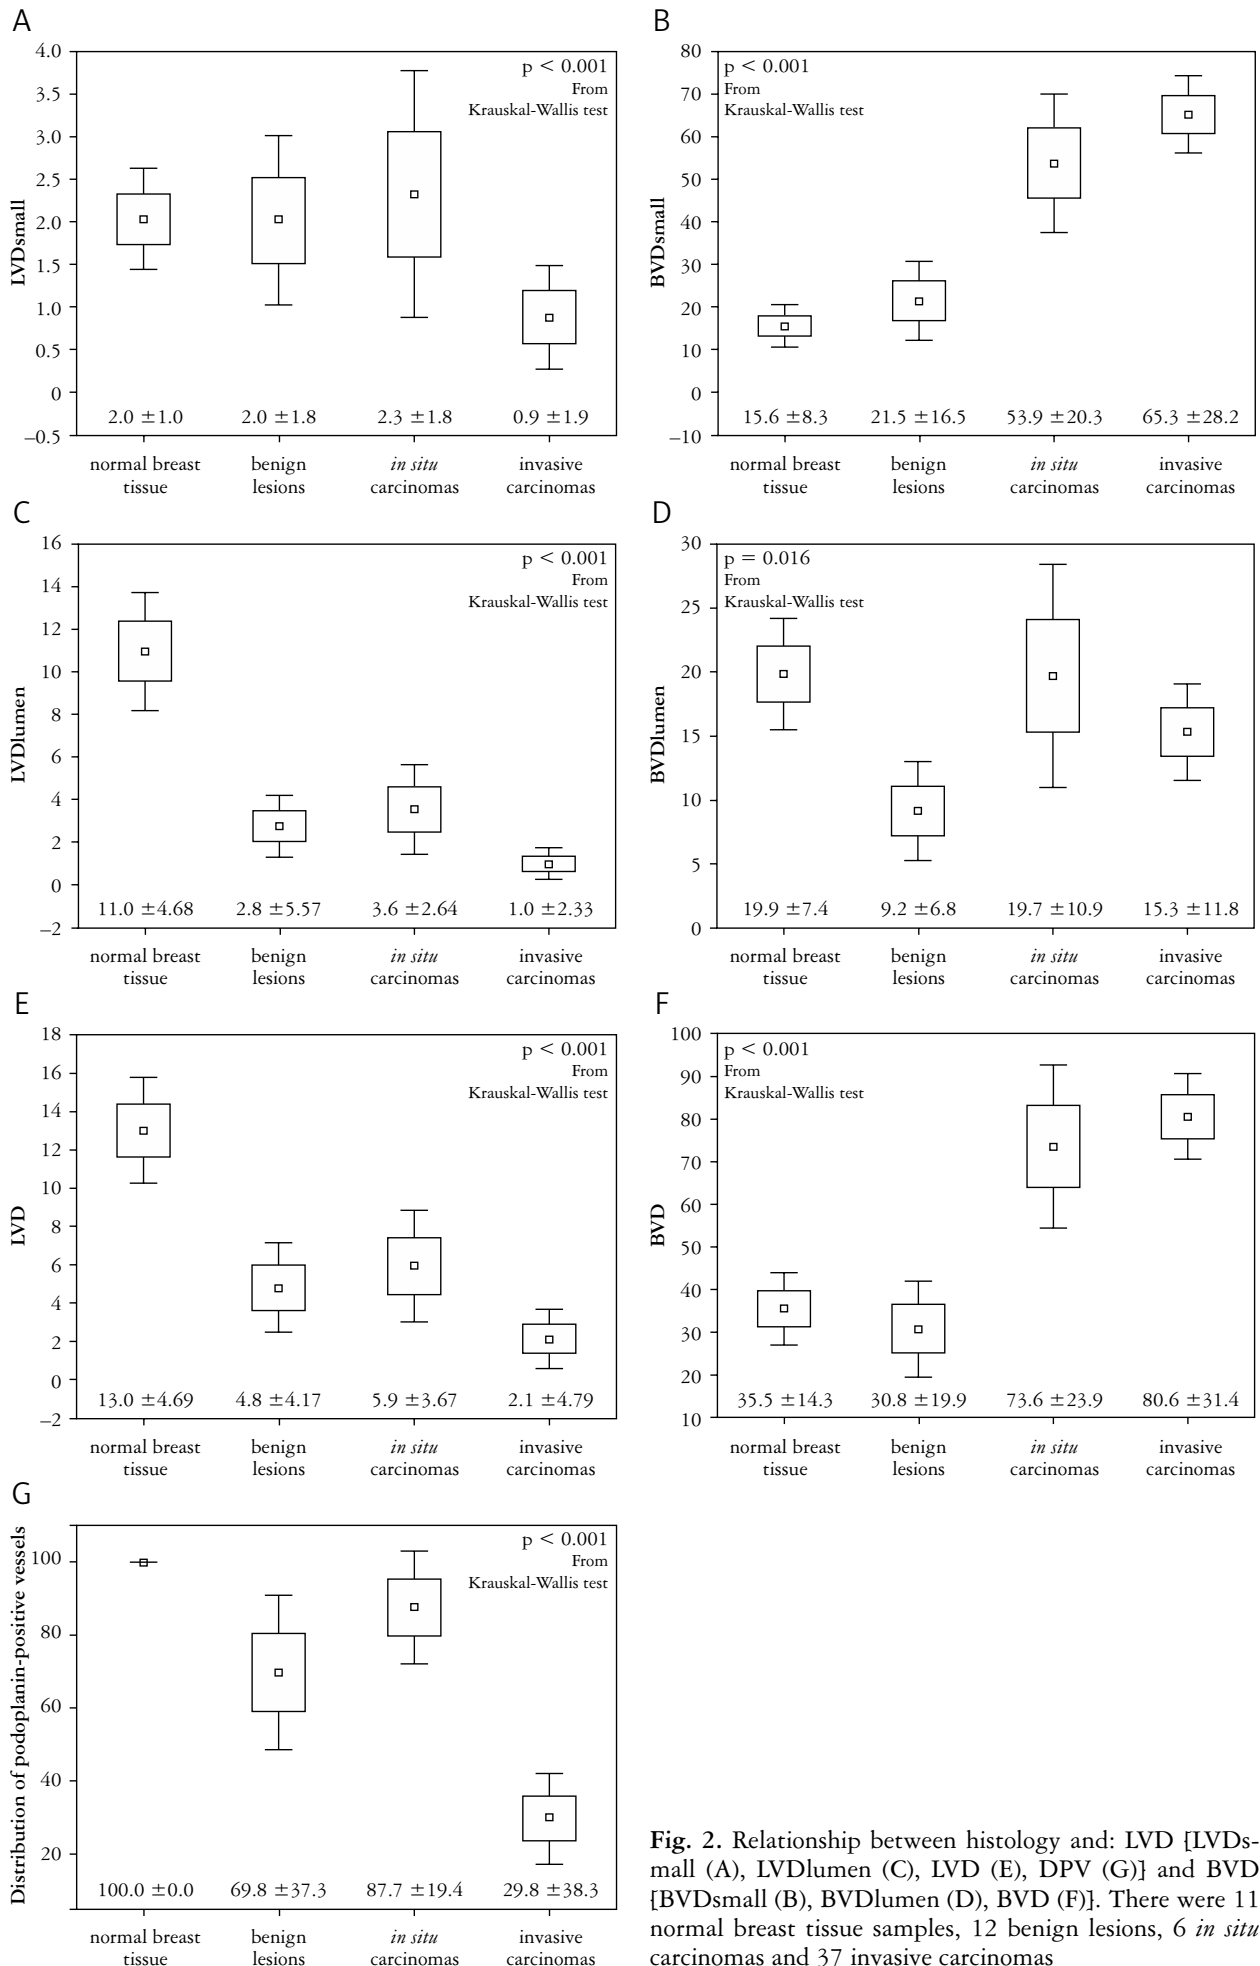 A
LVDsmall
4.0
3.5
3.0
2.5
2.0
1.5
1.0
0.5
0
–0.5
p < 0.001
From
Krauskal-Wallis test
2.0 ±1.0 2.0 ±1.8 2.3 ±1.8 0.9 ±1.9
normal breast benign in situ invasive
tissue lesions carcinomas carcinomas
B
BVDsmall
80
70
60
50
40
30
20
10
0
–10
p < 0.001
From
Krauskal-Wallis test
15.6 ±8.3 21.5 ±16.5 53.9 ±20.3 65.3 ±28.2
normal breast benign in situ invasive
tissue lesions carcinomas carcinomas
C
LVDlumen
16
14
12
10
8
6
4
2
0
–2
p < 0.001
From
Krauskal-Wallis test
11.0 ±4.68 2.8 ±5.57 3.6 ±2.64 1.0 ±2.33
normal breast benign in situ invasive
tissue lesions carcinomas carcinomas
D
BVDlumen
30
25
20
15
10
5
0
p = 0.016
From
Krauskal-Wallis test
19.9 ±7.4 9.2 ±6.8 19.7 ±10.9 15.3 ±11.8
normal breast benign in situ invasive
tissue lesions carcinomas carcinomas
E
LVD
18
16
14
12
10
8
6
4
2
0
–2
p < 0.001
From
Krauskal-Wallis test
13.0 ±4.69 4.8 ±4.17 5.9 ±3.67 2.1 ±4.79
normal breast benign in situ invasive
tissue lesions carcinomas carcinomas
F
BVD
100
90
80
70
60
50
40
30
20
10
p < 0.001
From
Krauskal-Wallis test
35.5 ±14.3 30.8 ±19.9 73.6 ±23.9 80.6 ±31.4
normal breast benign in situ invasive
tissue lesions carcinomas carcinomas
G
Distribution of podoplanin-positive vessels
100
80
60
40
20
p < 0.001
From
Krauskal-Wallis test
100.0 ±0.0 69.8 ±37.3 87.7 ±19.4 29.8 ±38.3
normal breast benign in situ invasive
tissue lesions carcinomas carcinomas
Fig. 2. Relationship between histology and: LVD [LVDs-
mall (A), LVDlumen (C), LVD (E), DPV (G)] and BVD
[BVDsmall (B), BVDlumen (D), BVD (F)]. There were 11
normal breast tissue samples, 12 benign lesions, 6 in situ
carcinomas and 37 invasive carcinomas